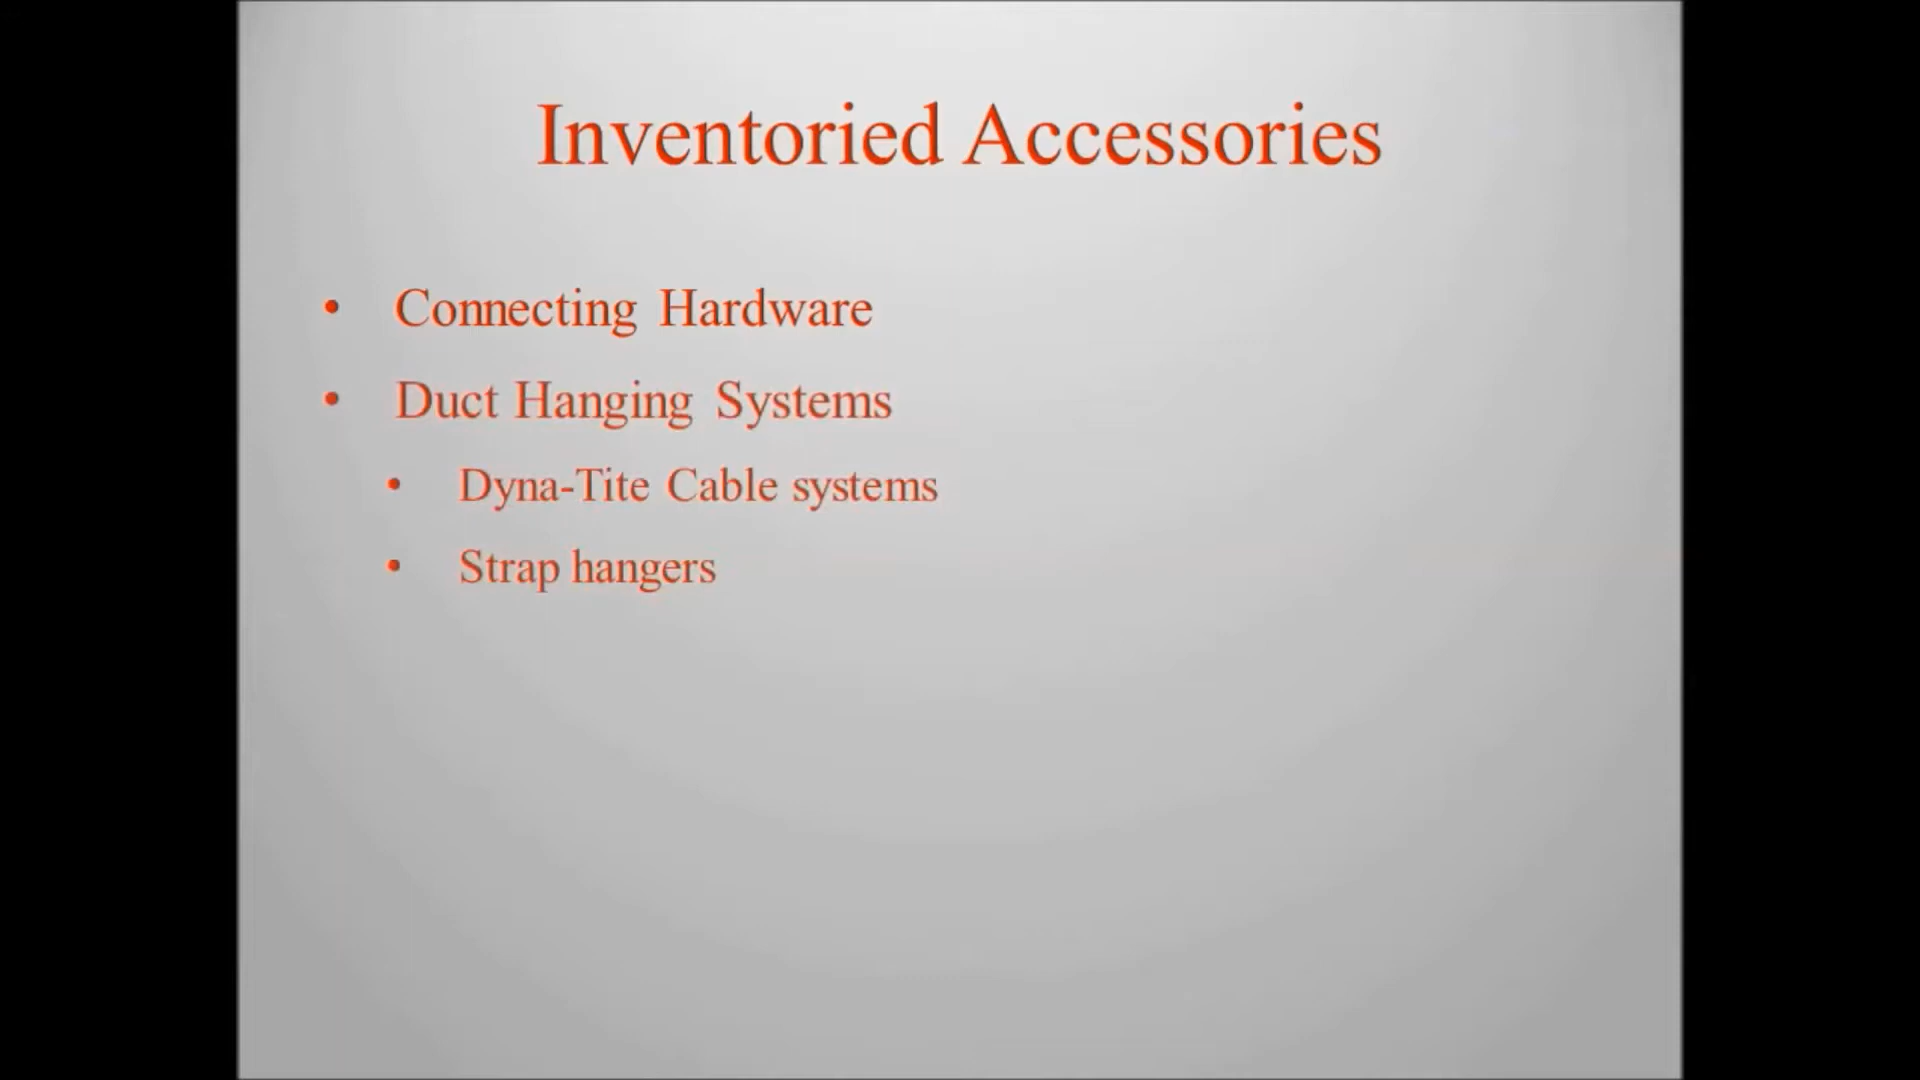 Inventoried Accessories
• Connecting Hardware
• Duct Hanging Systems
• Dyna-Tite Cable systems
• Strap hangers